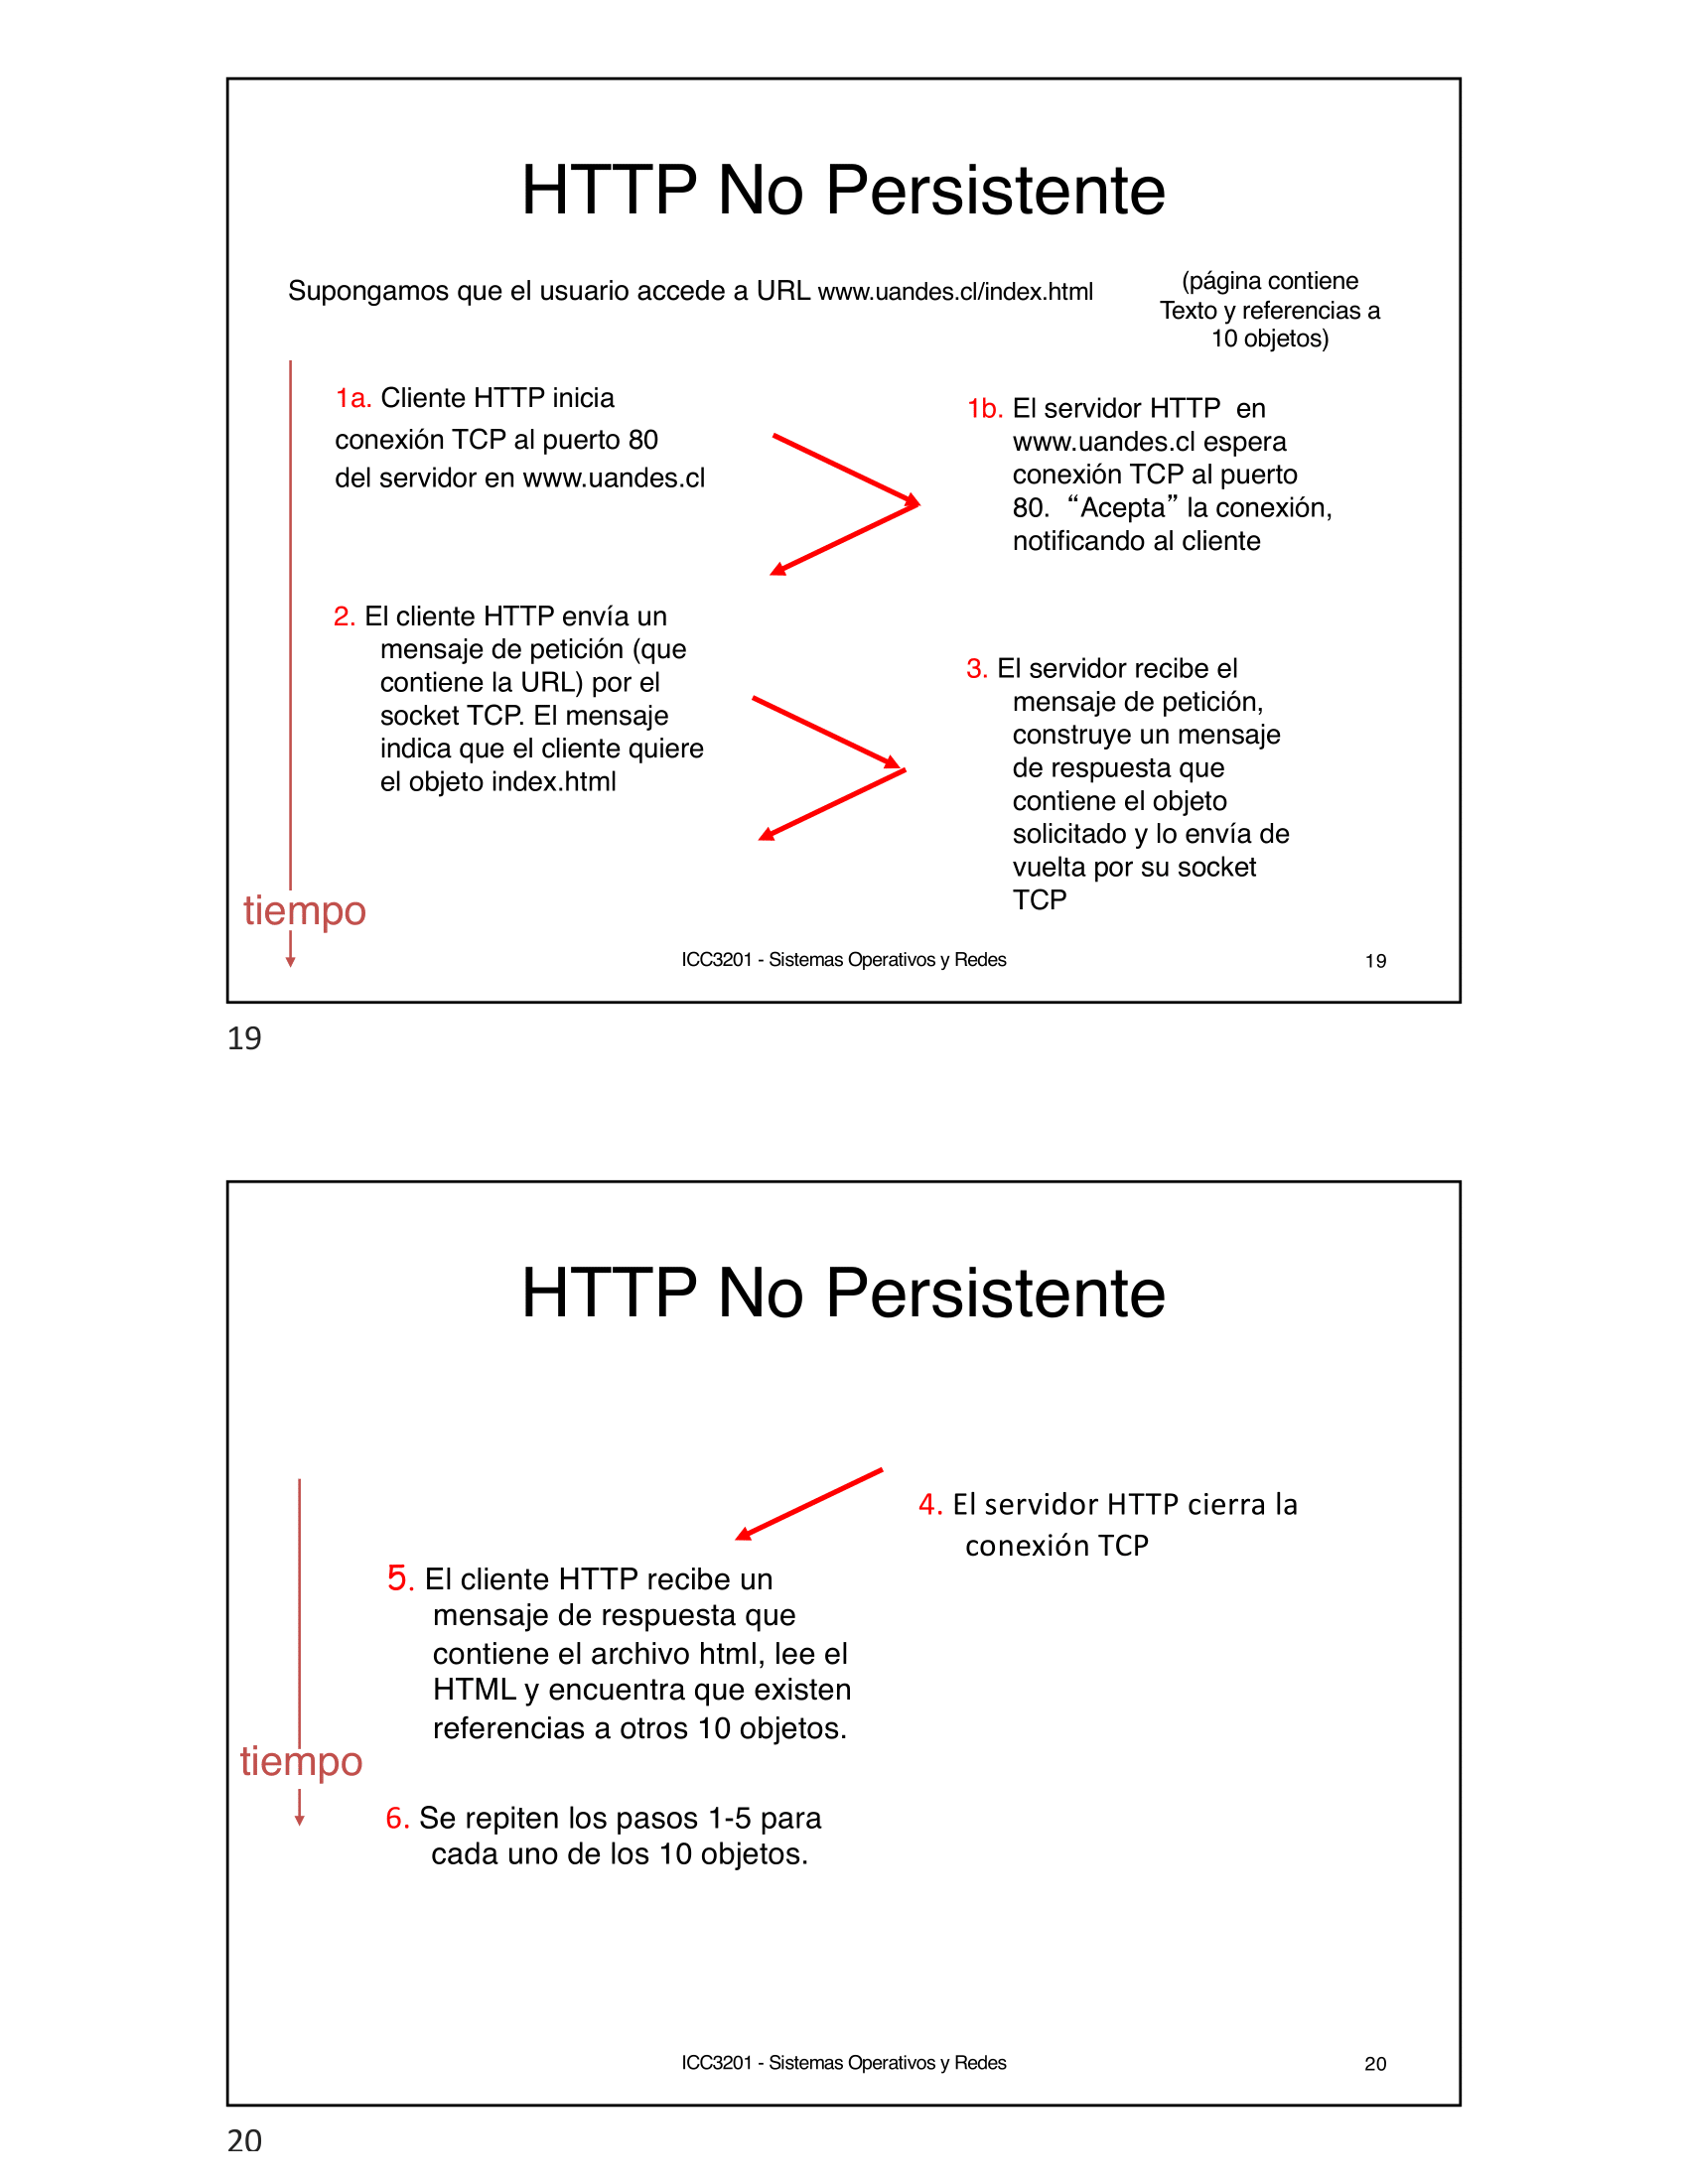 HTTP No Persistente
Supongamos que el usuario accede a URL www.uandes.cl/index.html
(página contiene
Texto y referencias a
10 objetos)
1a. Cliente HTTP inicia
conexión TCP al puerto 80
del servidor en www.uandes.cl
1b. El servidor HTTP  en
www.uandes.cl espera
conexión TCP al puerto
80. “Acepta” la conexión,
notificando al cliente
2. El cliente HTTP envía un
mensaje de petición (que
contiene la URL) por el
socket TCP. El mensaje
indica que el cliente quiere
el objeto index.html
3. El servidor recibe el
mensaje de petición,
construye un mensaje
de respuesta que
contiene el objeto
solicitado y lo envía de
vuelta por su socket
TCP
tiempo
ICC3201 - Sistemas Operativos y Redes
19
19
HTTP No Persistente
4. El servidor HTTP cierra la
conexión TCP
5. El cliente HTTP recibe un
mensaje de respuesta que
contiene el archivo html, lee el
HTML y encuentra que existen
referencias a otros 10 objetos.
tiempo
6. Se repiten los pasos 1-5 para
cada uno de los 10 objetos.
ICC3201 - Sistemas Operativos y Redes
20
20